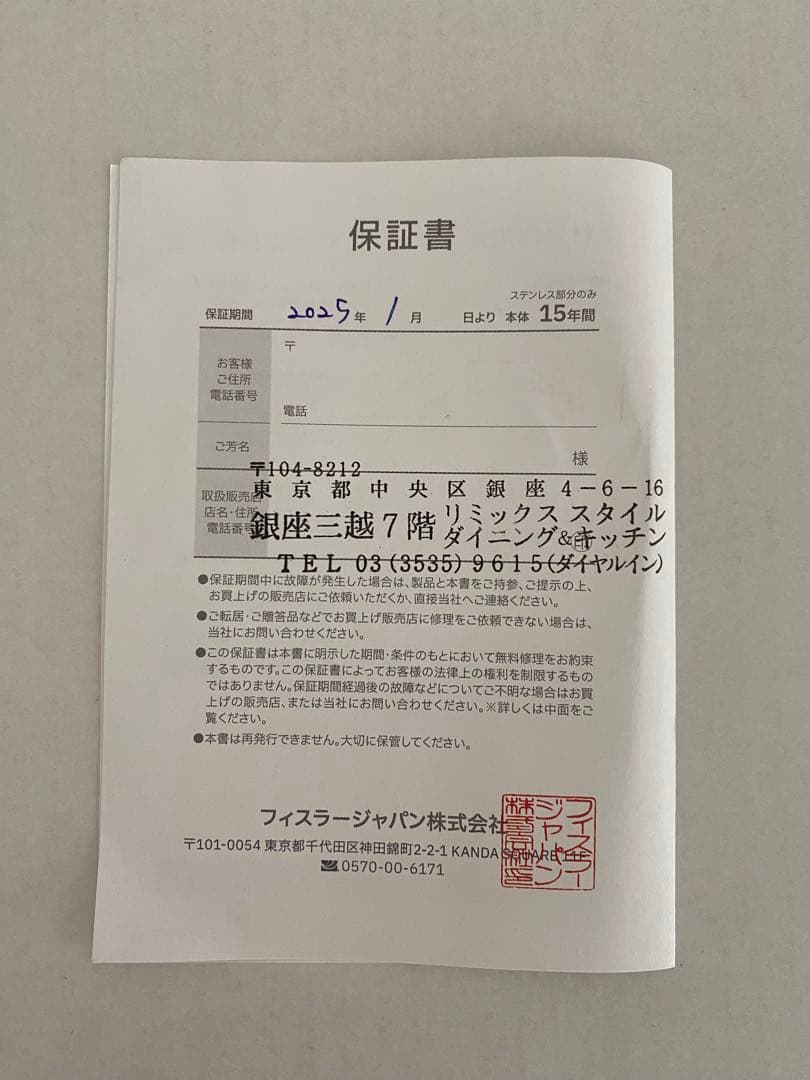 保証書
ステンレス部分のみ
保証期間 2025年 1月 日より 本体 15年間
お客様
ご住所
電話番号
〒
電話
ご芳名
様
取扱販売店
店名・住所
電話番号
〒104-8212
東京都中央区銀座4-6-16
銀座三越7階
リミックス スタイル
ダイニング&キッチン
印
TEL 03(3535)9615(ダイヤルイン)
●保証期間中に故障が発生した場合は、製品と本書をご持参、ご提示の上、
お買上げの販売店にご依頼いただくか、直接当社へご連絡ください。
●ご転居・ご贈答品などでお買上げ販売店に修理をご依頼できない場合は、
当社にお問い合わせください。
●この保証書は本書に明示した期間・条件のもとにおいて無料修理をお約束
するものです。この保証書によってお客様の法律上の権利を制限するもの
ではありません。保証期間経過後の故障などについてご不明な場合はお買
上げの販売店、または当社にお問い合わせください。※詳しくは中面をご
覧ください。
●本書は再発行できません。大切に保管してください。
フィスラージャパン株式会社
〒101-0054 東京都千代田区神田錦町2-2-1 KANDA SQUARE 11F
0570-00-6171
フィスラー
ジャパン
株式会社印